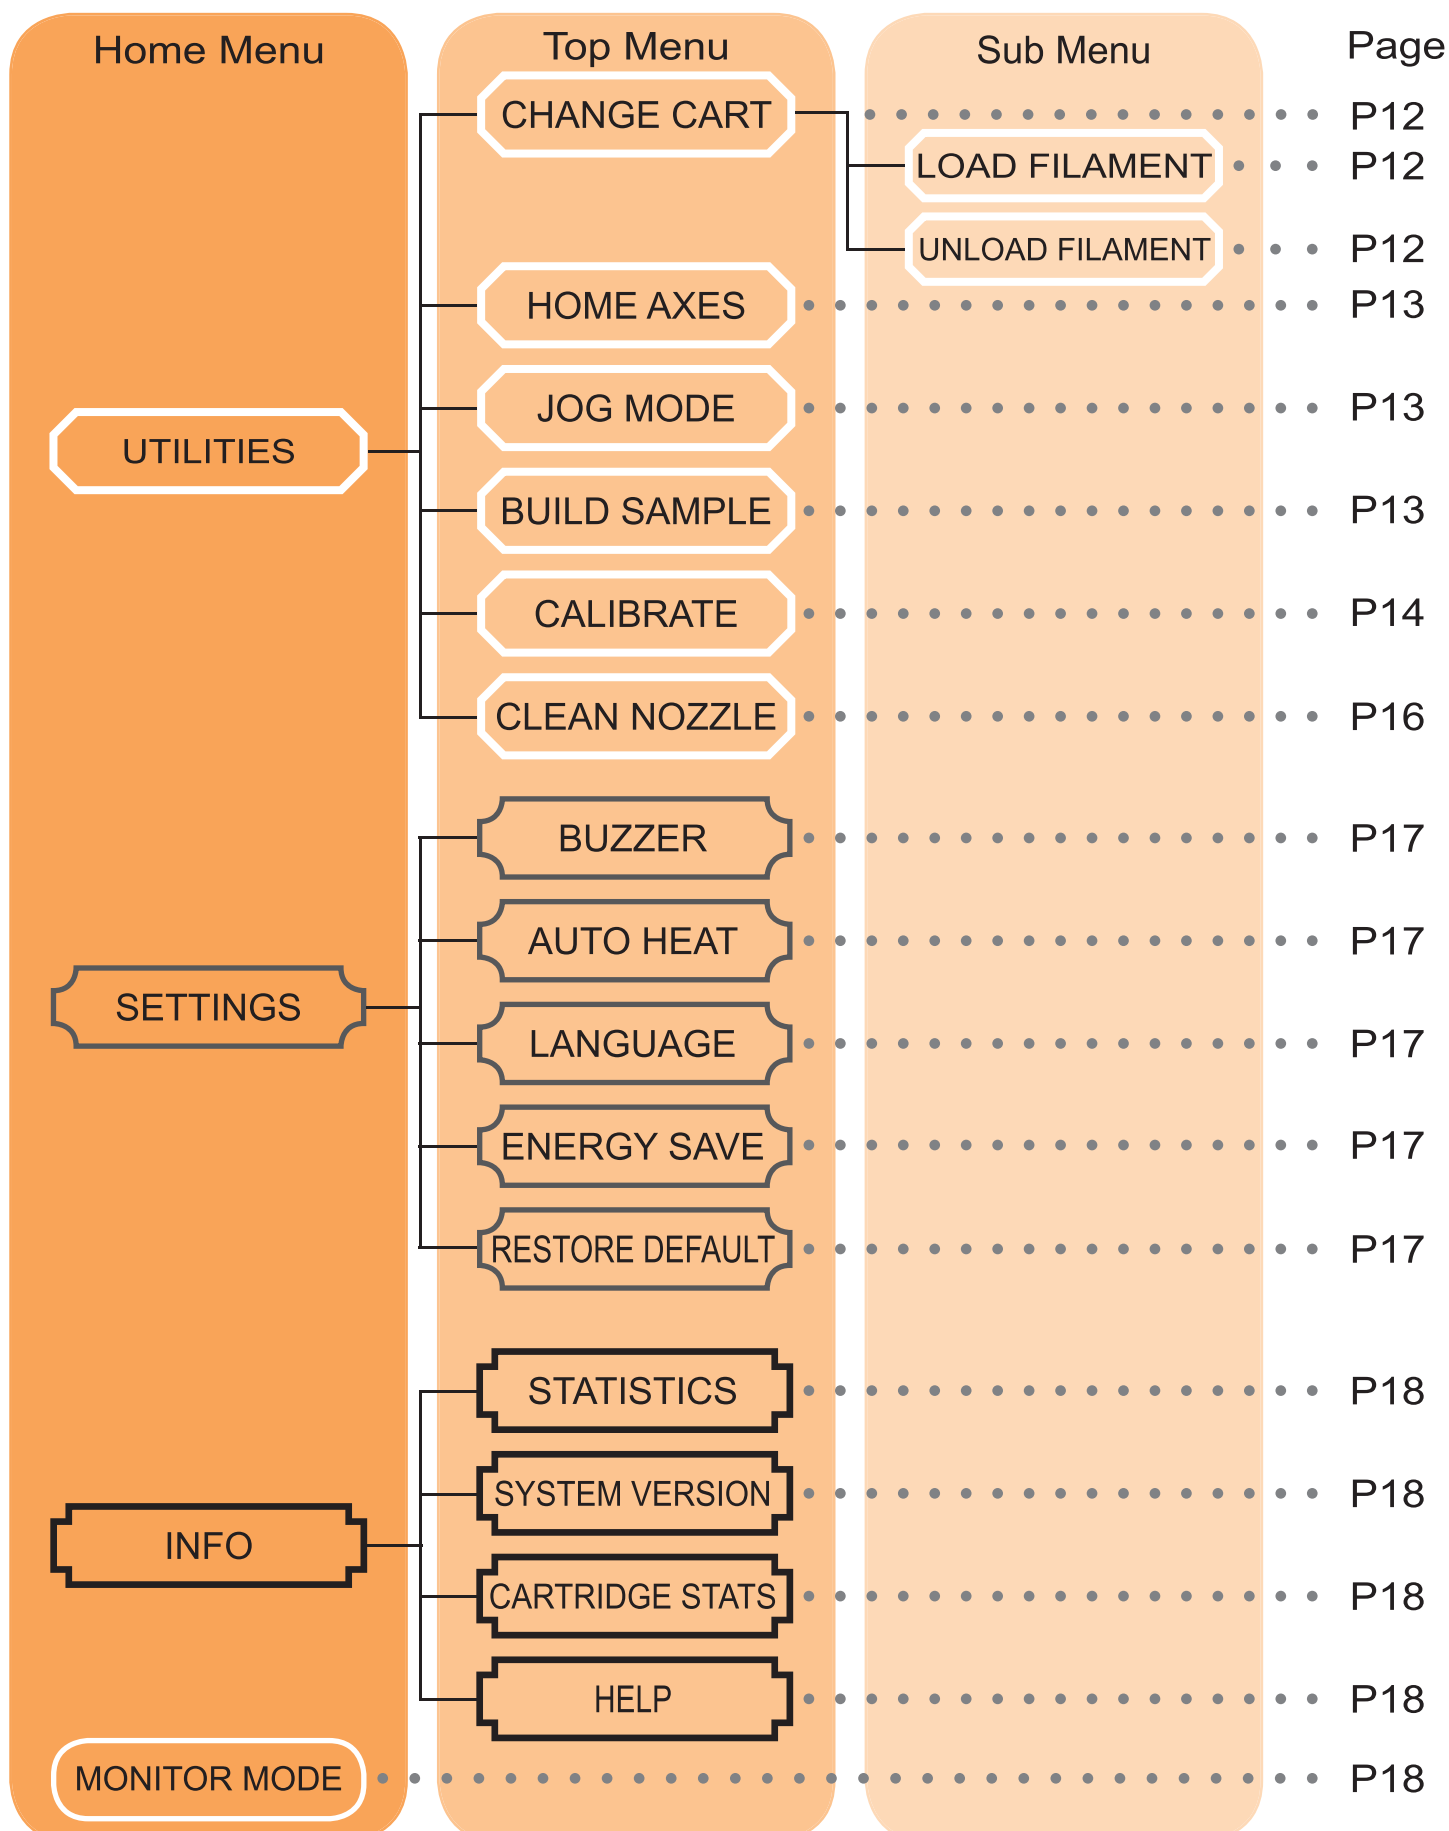 Home Menu
Top Menu
Sub Menu
Page
CHANGE CART
P12
LOAD FILAMENT
P12
UNLOAD FILAMENT
P12
HOME AXES
P13
JOG MODE
P13
UTILITIES
BUILD SAMPLE
P13
CALIBRATE
P14
CLEAN NOZZLE
P16
BUZZER
P17
AUTO HEAT
P17
SETTINGS
LANGUAGE
P17
ENERGY SAVE
P17
RESTORE DEFAULT
P17
STATISTICS
P18
SYSTEM VERSION
P18
INFO
CARTRIDGE STATS
P18
HELP
P18
MONITOR MODE
P18